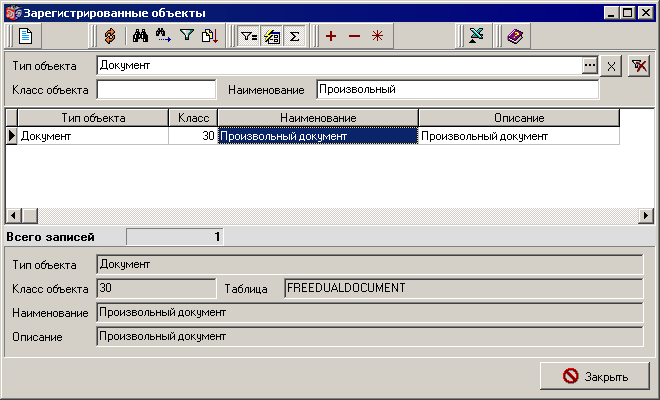 Зарегистрированные объекты
Тип объекта Документ ...
Класс объекта Наименование Произвольный
Тип объекта Класс Наименование Описание
Документ 30 Произвольный документ Произвольный документ
Всего записей 1
Тип объекта Документ
Класс объекта 30 Таблица FREEDUALDOCUMENT
Наименование Произвольный документ
Описание Произвольный документ
Закрыть